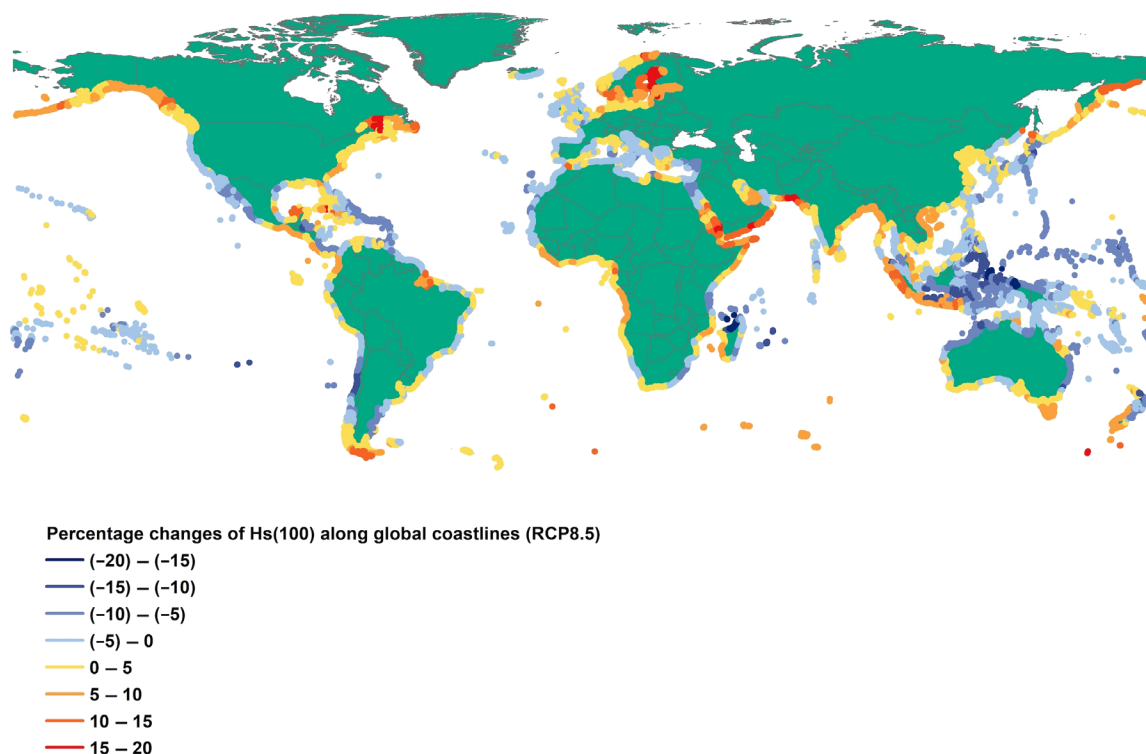 Percentage changes of Hs(100) along global coastlines (RCP8.5)
(−20) – (−15)
(−15) – (−10)
(−10) – (−5)
(−5) – 0
0 – 5
5 – 10
10 – 15
15 – 20